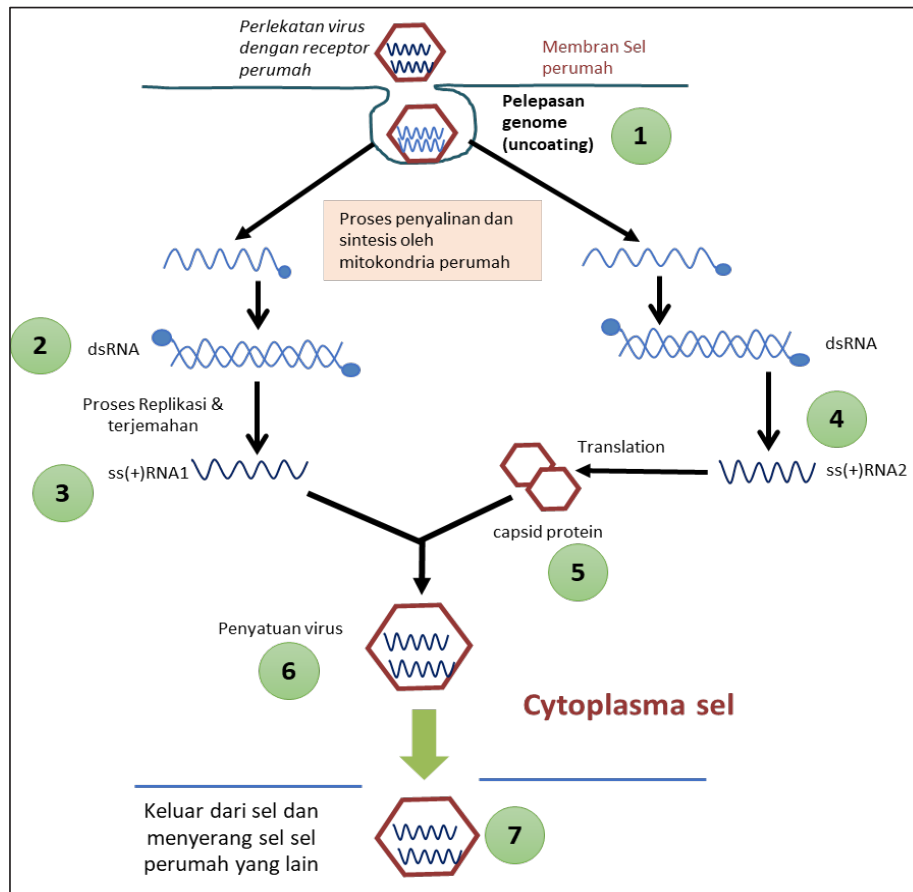 Perlekatan virus
dengan receptor
perumah
Membran Sel
perumah
Pelepasan
genome
(uncoating)
1
Proses penyalinan dan
sintesis oleh
mitokondria perumah
2
dsRNA
dsRNA
Proses Replikasi &
terjemahan
4
3
ss(+)RNA1
Translation
ss(+)RNA2
capsid protein
5
Penyatuan virus
6
Cytoplasma sel
Keluar dari sel dan
menyerang sel sel
perumah yang lain
7